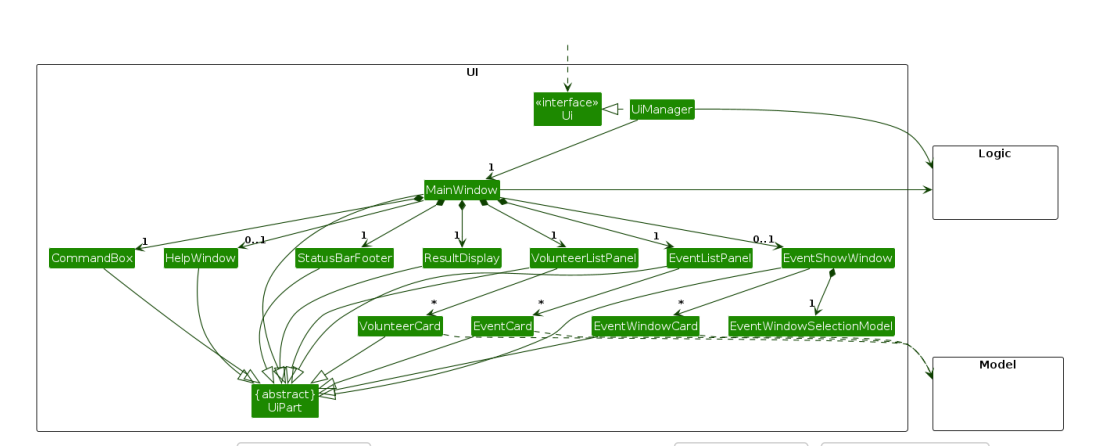 UI
«interface»
Ui
UiManager
Logic
1
MainWindow
1
0..1
1
1
1
1
0..1
CommandBox
HelpWindow
StatusBarFooter
ResultDisplay
VolunteerListPanel
EventListPanel
EventShowWindow
*
*
*
1
VolunteerCard
EventCard
EventWindowCard
EventWindowSelectionModel
Model
{abstract}
UiPart